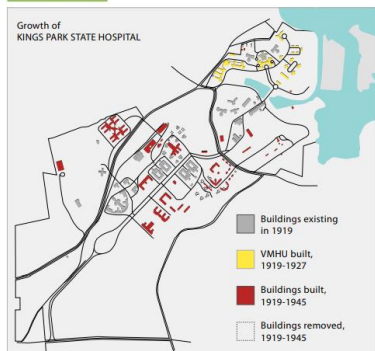 Growth of
KINGS PARK STATE HOSPITAL
Buildings existing
in 1919
VMHU built,
1919-1927
Buildings built,
1919-1945
Buildings removed,
1919-1945